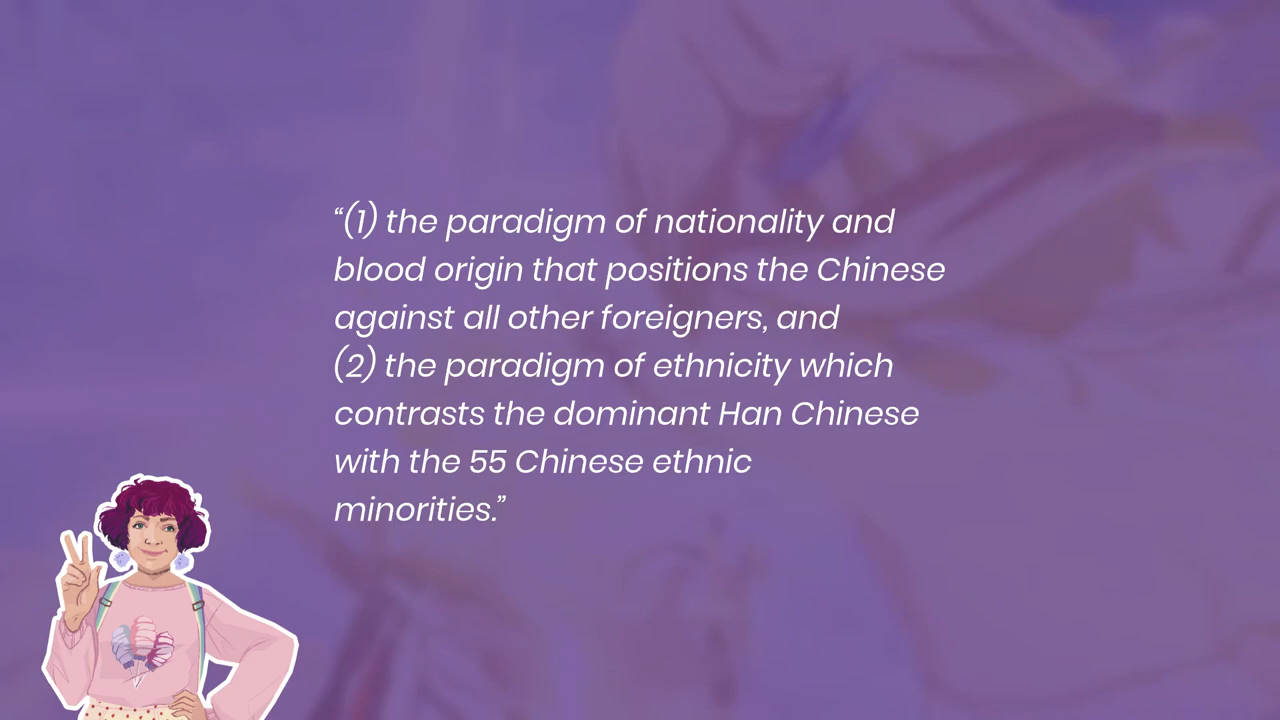 “(1) the paradigm of nationality and
blood origin that positions the Chinese
against all other foreigners, and
(2) the paradigm of ethnicity which
contrasts the dominant Han Chinese
with the 55 Chinese ethnic
minorities.”